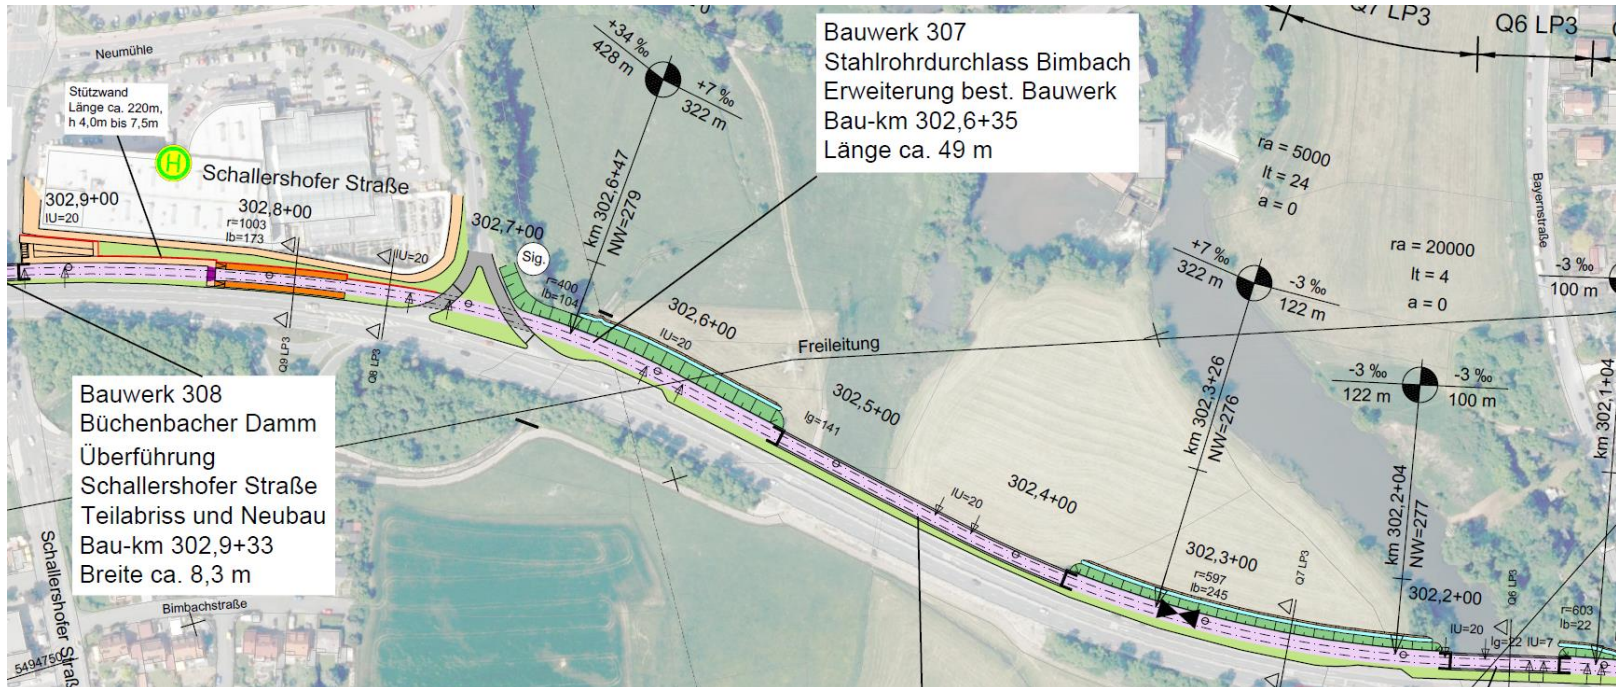 Neumühle
Stützwand
Länge ca. 220m,
h 4,0m bis 7,5m
H
Schallershofer Straße
302,9+00
lU=20
302,8+00
r=1003
lb=173
lU=20
302,7+00
Sig.
+34 ‰
428 m
+7 ‰
322 m
km 302,6+47
NW=279
r=400
lb=104
302,6+00
lU=20
Bauwerk 307
Stahlrohrdurchlass Bimbach
Erweiterung best. Bauwerk
Bau-km 302,6+35
Länge ca. 49 m
Q7 LP3
Q6 LP3
ra = 5000
lt = 24
a = 0
Bayernstraße
ra = 20000
lt = 4
a = 0
+7 ‰
322 m
-3 ‰
122 m
-3 ‰
100 m
-3 ‰
122 m
-3 ‰
100 m
km 302,3+26
NW=276
km 302,2+04
NW=277
km 302,1+04
Freileitung
302,5+00
lg=141
Q9 LP3
Q8 LP3
Bauwerk 308
Büchenbacher Damm
Überführung
Schallershofer Straße
Teilabriss und Neubau
Bau-km 302,9+33
Breite ca. 8,3 m
302,4+00
lU=20
302,3+00
r=597
lb=245
Q7 LP3
302,2+00
Q6 LP3
lU=20
lg=22
lU=7
r=603
lb=22
Schallershofer Straß
Bimbachstraße
5494750